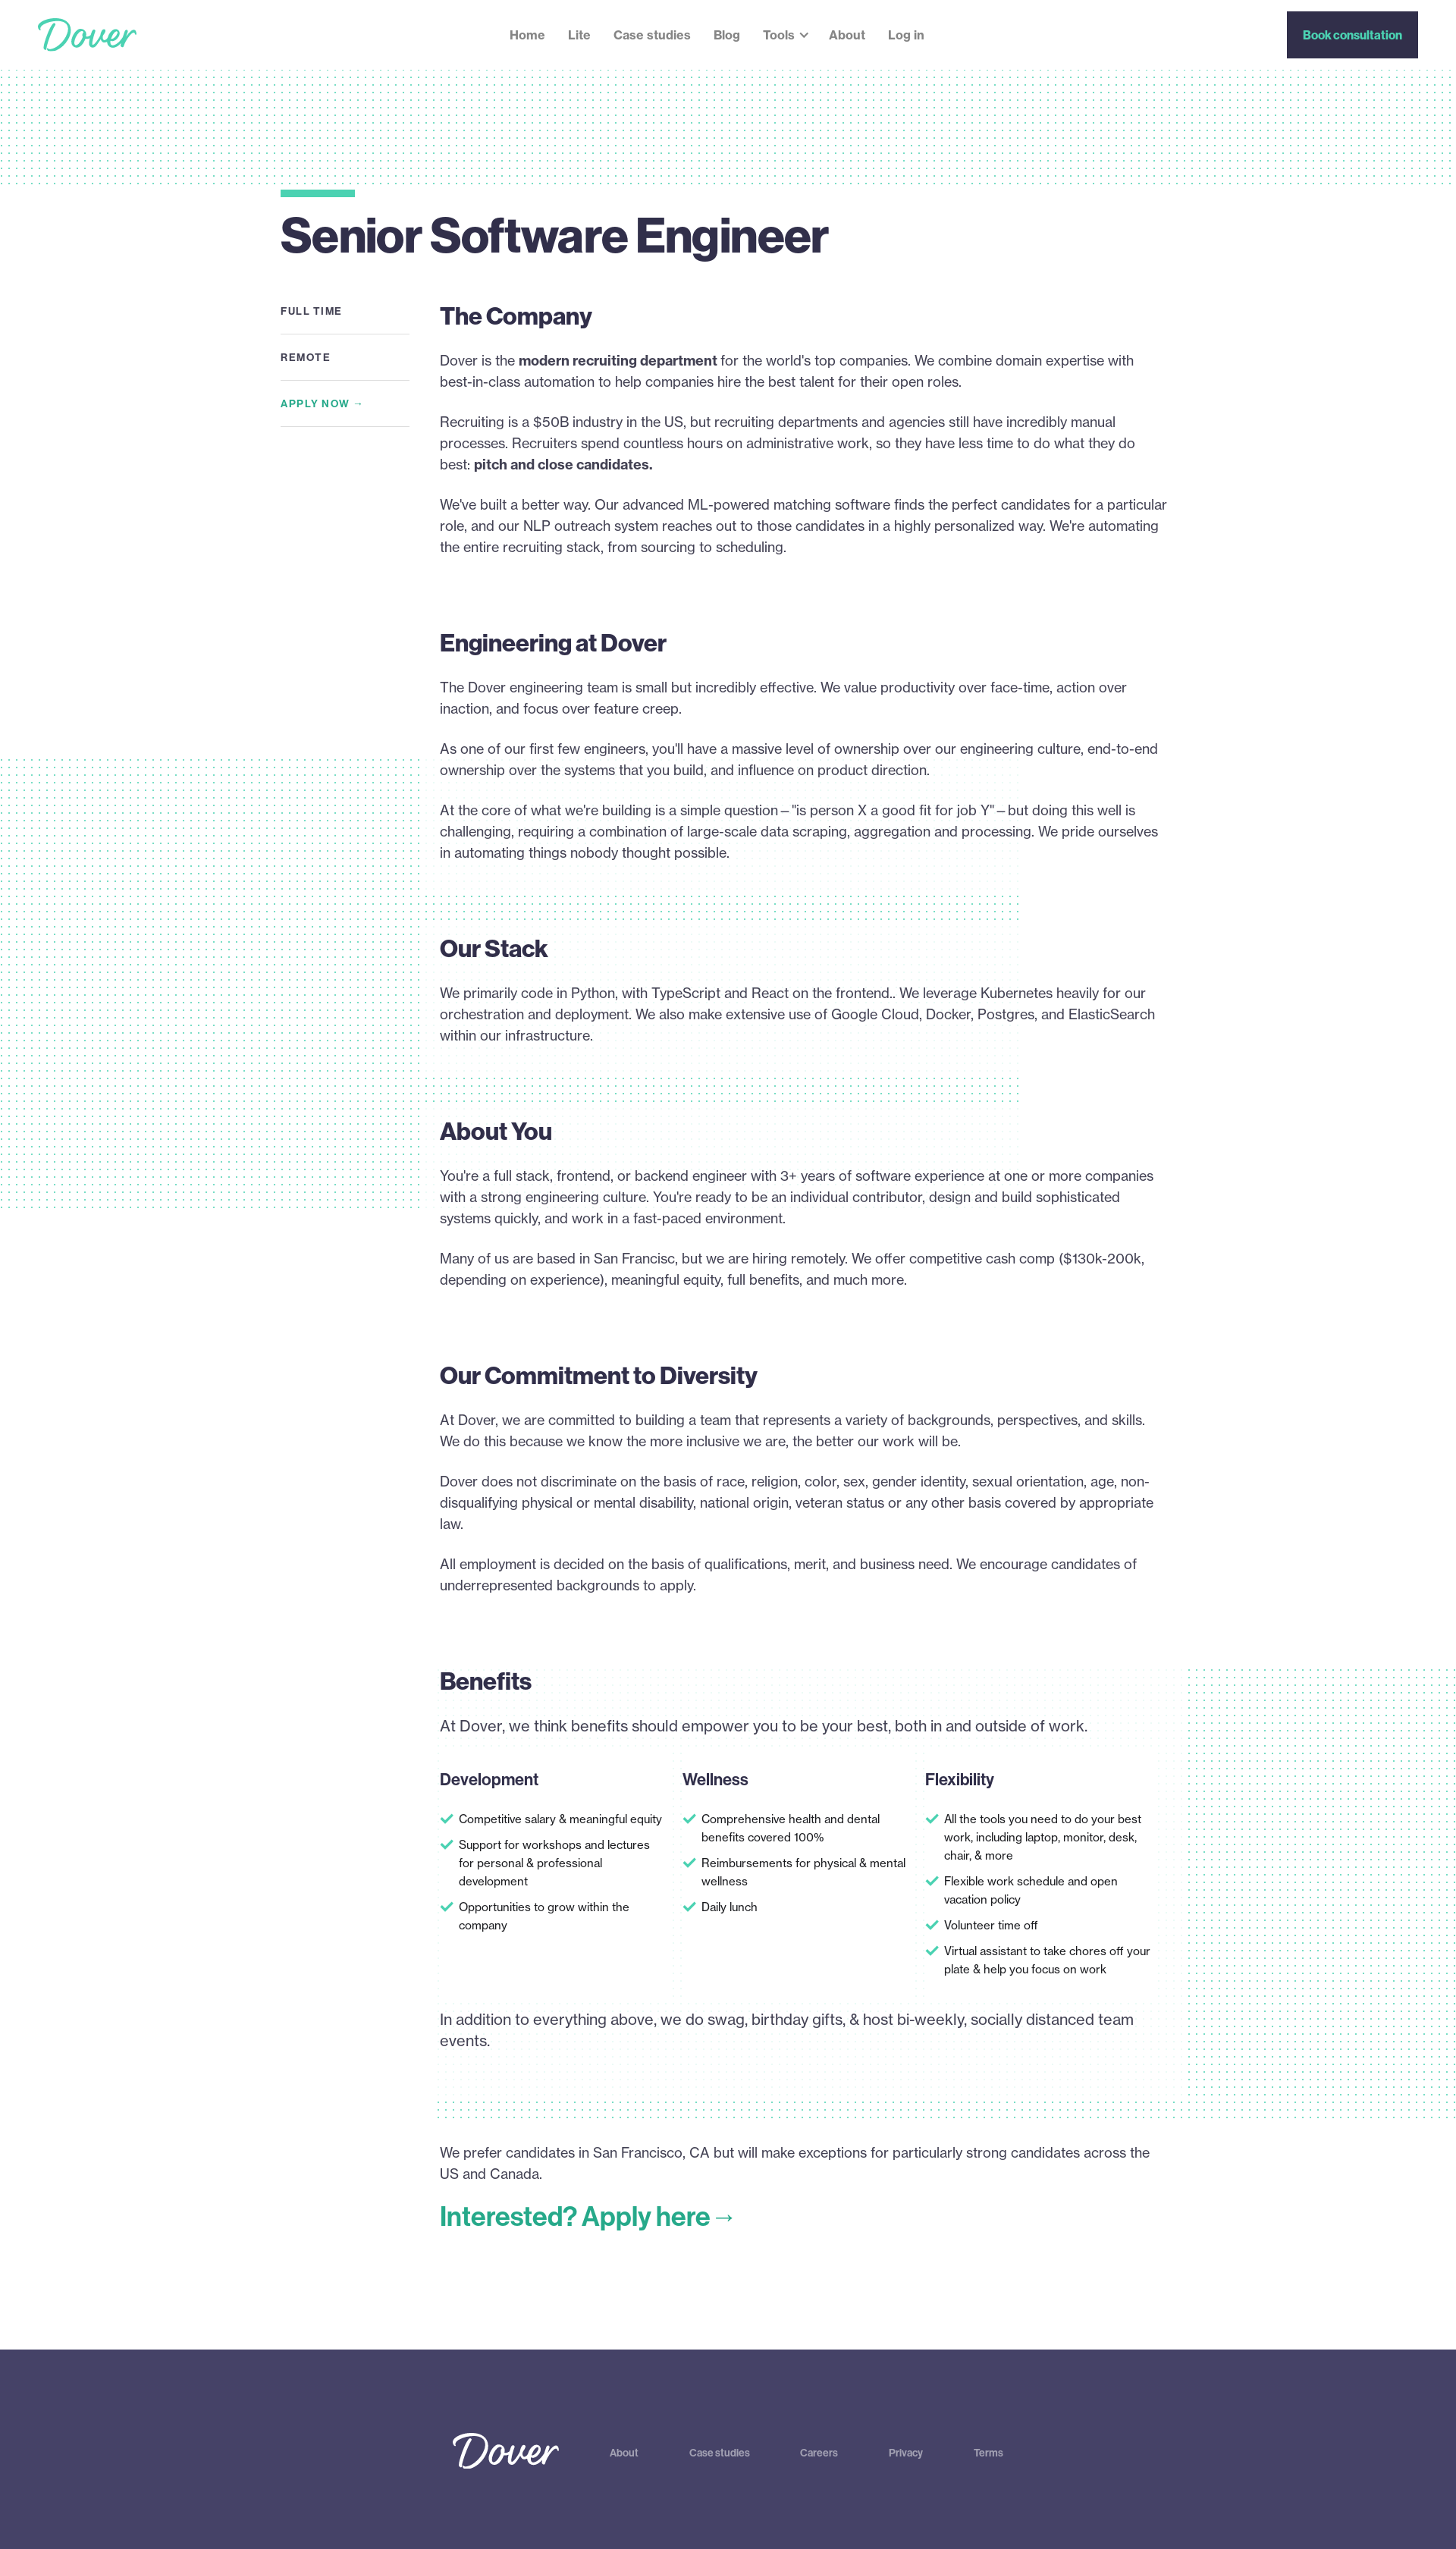 Dover
Home
Lite
Case studies
Blog
Tools
About
Log in
Book consultation
Senior Software Engineer
FULL TIME
REMOTE
APPLY NOW →
The Company
Dover is the modern recruiting department for the world's top companies. We combine domain expertise with
best-in-class automation to help companies hire the best talent for their open roles.
Recruiting is a $50B industry in the US, but recruiting departments and agencies still have incredibly manual
processes. Recruiters spend countless hours on administrative work, so they have less time to do what they do
best: pitch and close candidates.
We've built a better way. Our advanced ML-powered matching software finds the perfect candidates for a particular
role, and our NLP outreach system reaches out to those candidates in a highly personalized way. We're automating
the entire recruiting stack, from sourcing to scheduling.
Engineering at Dover
The Dover engineering team is small but incredibly effective. We value productivity over face-time, action over
inaction, and focus over feature creep.
As one of our first few engineers, you'll have a massive level of ownership over our engineering culture, end-to-end
ownership over the systems that you build, and influence on product direction.
At the core of what we're building is a simple question—"is person X a good fit for job Y"—but doing this well is
challenging, requiring a combination of large-scale data scraping, aggregation and processing. We pride ourselves
in automating things nobody thought possible.
Our Stack
We primarily code in Python, with TypeScript and React on the frontend.. We leverage Kubernetes heavily for our
orchestration and deployment. We also make extensive use of Google Cloud, Docker, Postgres, and ElasticSearch
within our infrastructure.
About You
You're a full stack, frontend, or backend engineer with 3+ years of software experience at one or more companies
with a strong engineering culture. You're ready to be an individual contributor, design and build sophisticated
systems quickly, and work in a fast-paced environment.
Many of us are based in San Francisc, but we are hiring remotely. We offer competitive cash comp ($130k-200k,
depending on experience), meaningful equity, full benefits, and much more.
Our Commitment to Diversity
At Dover, we are committed to building a team that represents a variety of backgrounds, perspectives, and skills.
We do this because we know the more inclusive we are, the better our work will be.
Dover does not discriminate on the basis of race, religion, color, sex, gender identity, sexual orientation, age, non-
disqualifying physical or mental disability, national origin, veteran status or any other basis covered by appropriate
law.
All employment is decided on the basis of qualifications, merit, and business need. We encourage candidates of
underrepresented backgrounds to apply.
Benefits
At Dover, we think benefits should empower you to be your best, both in and outside of work.
Development
Competitive salary & meaningful equity
Support for workshops and lectures
for personal & professional
development
Opportunities to grow within the
company
Wellness
Comprehensive health and dental
benefits covered 100%
Reimbursements for physical & mental
wellness
Daily lunch
Flexibility
All the tools you need to do your best
work, including laptop, monitor, desk,
chair, & more
Flexible work schedule and open
vacation policy
Volunteer time off
Virtual assistant to take chores off your
plate & help you focus on work
In addition to everything above, we do swag, birthday gifts, & host bi-weekly, socially distanced team
events.
We prefer candidates in San Francisco, CA but will make exceptions for particularly strong candidates across the
US and Canada.
Interested? Apply here→
Dover
About
Case studies
Careers
Privacy
Terms